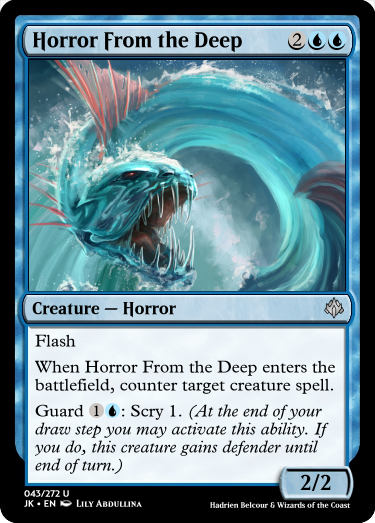 Horror From the Deep 2
Creature — Horror
Flash
When Horror From the Deep enters the
battlefield, counter target creature spell.
Guard 1 : Scry 1. (At the end of your
draw step you may activate this ability. If
you do, this creature gains defender until
end of turn.)
2/2
043/272 U
JK • EN Lily Abdullina
Hadrien Belcour & Wizards of the Coast